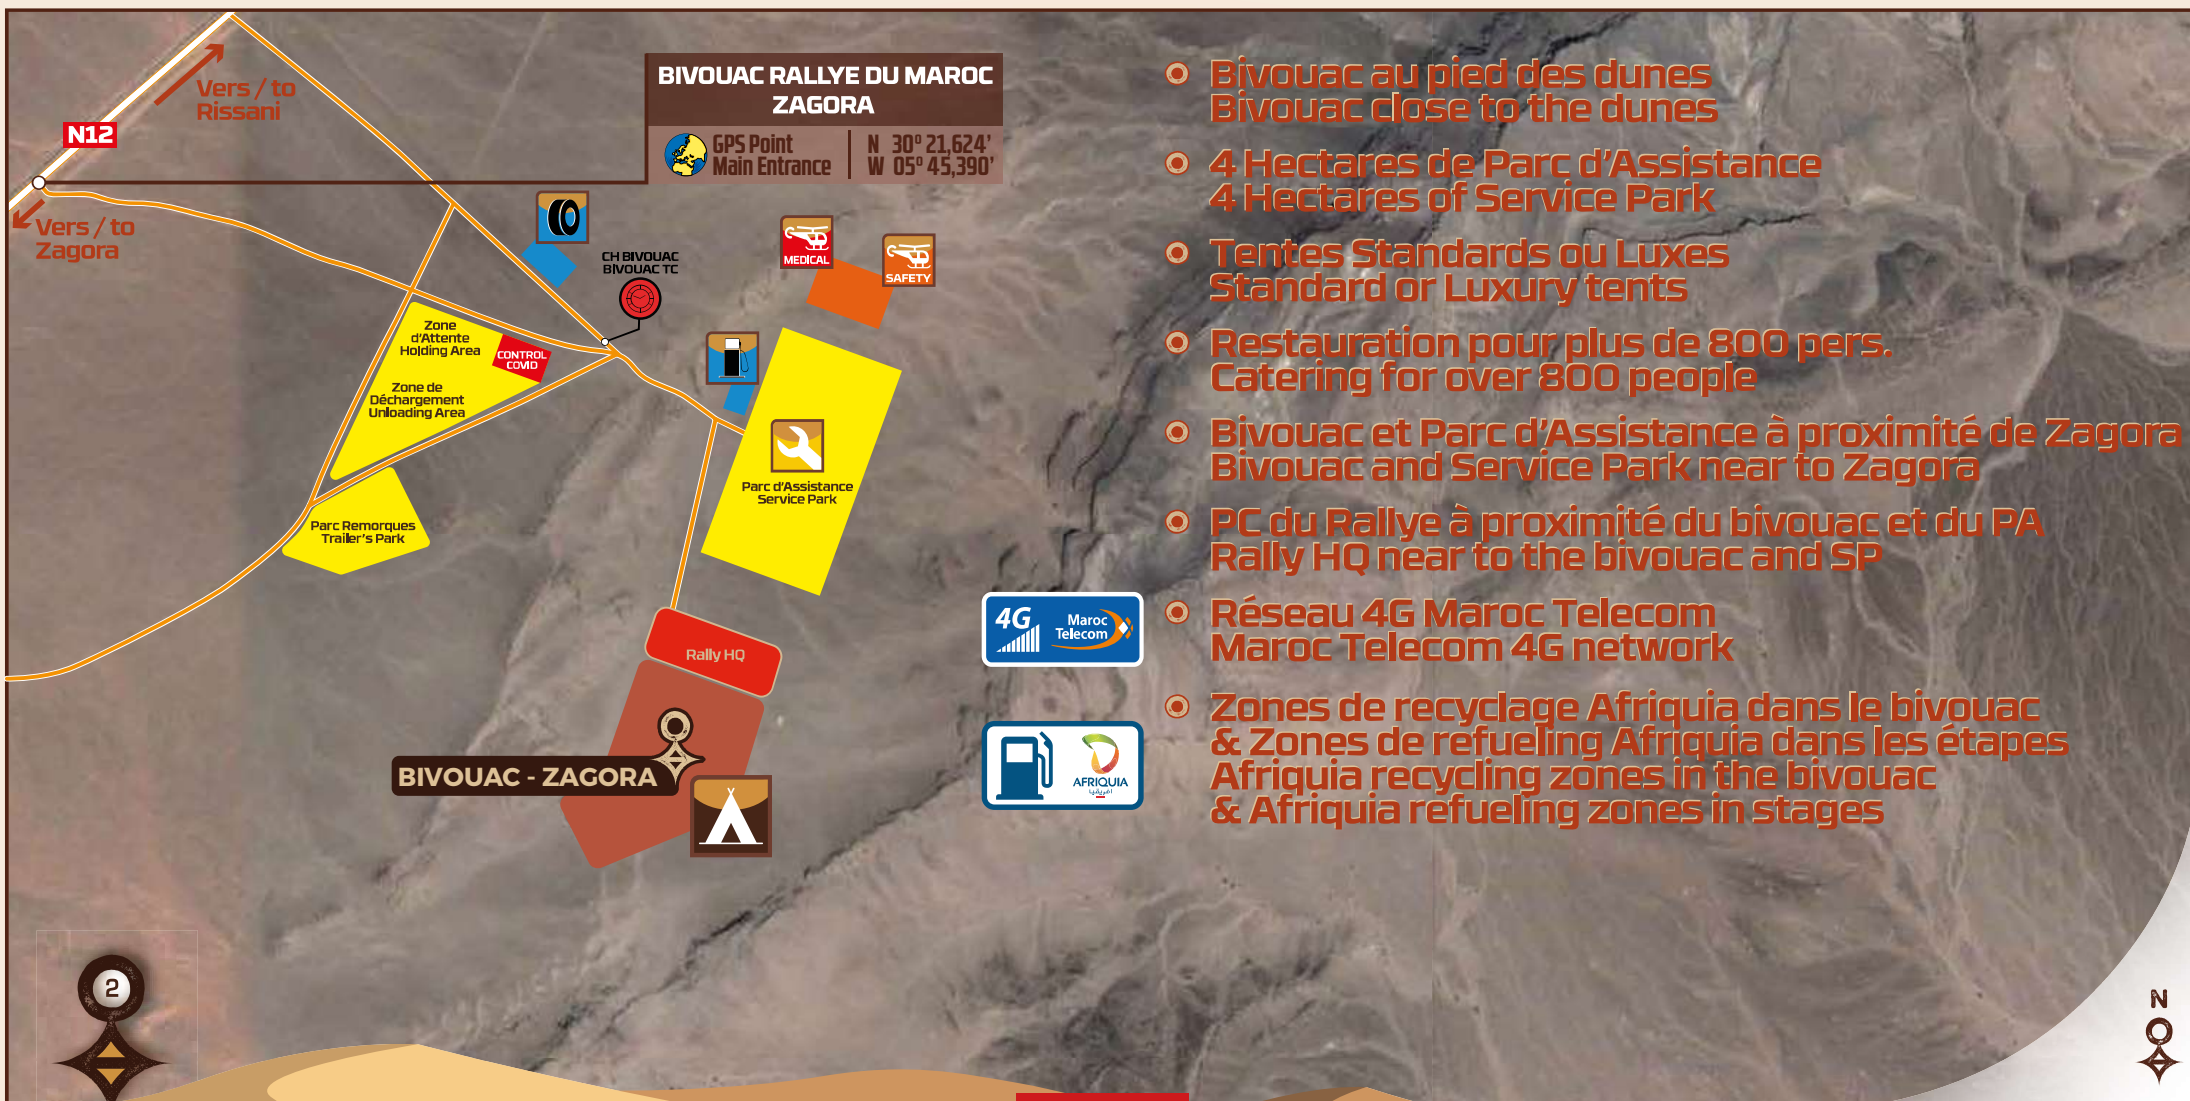 Vers / to
Rissani
N12
Vers / to
Zagora
BIVOUAC RALLYE DU MAROC
ZAGORA
GPS Point
Main Entrance
N 30° 21,624'
W 05° 45,390'
CH BIVOUAC
BIVOUAC TC
MEDICAL
SAFETY
Zone
d'Attente
Holding Area
CONTROL
COVID
Zone de
Déchargement
Unloading Area
Parc Remorques
Trailer's Park
Parc d'Assistance
Service Park
Rally HQ
BIVOUAC - ZAGORA
Bivouac au pied des dunes
Bivouac close to the dunes
4 Hectares de Parc d'Assistance
4 Hectares of Service Park
Tentes Standards ou Luxes
Standard or Luxury tents
Restauration pour plus de 800 pers.
Catering for over 800 people
Bivouac et Parc d'Assistance à proximité de Zagora
Bivouac and Service Park near to Zagora
PC du Rallye à proximité du bivouac et du PA
Rally HQ near to the bivouac and SP
4G
Maroc
Telecom
Réseau 4G Maroc Telecom
Maroc Telecom 4G network
AFRIQUIA
افريقيا
Zones de recyclage Afriquia dans le bivouac
& Zones de refueling Afriquia dans les étapes
Afriquia recycling zones in the bivouac
& Afriquia refueling zones in stages
2
N